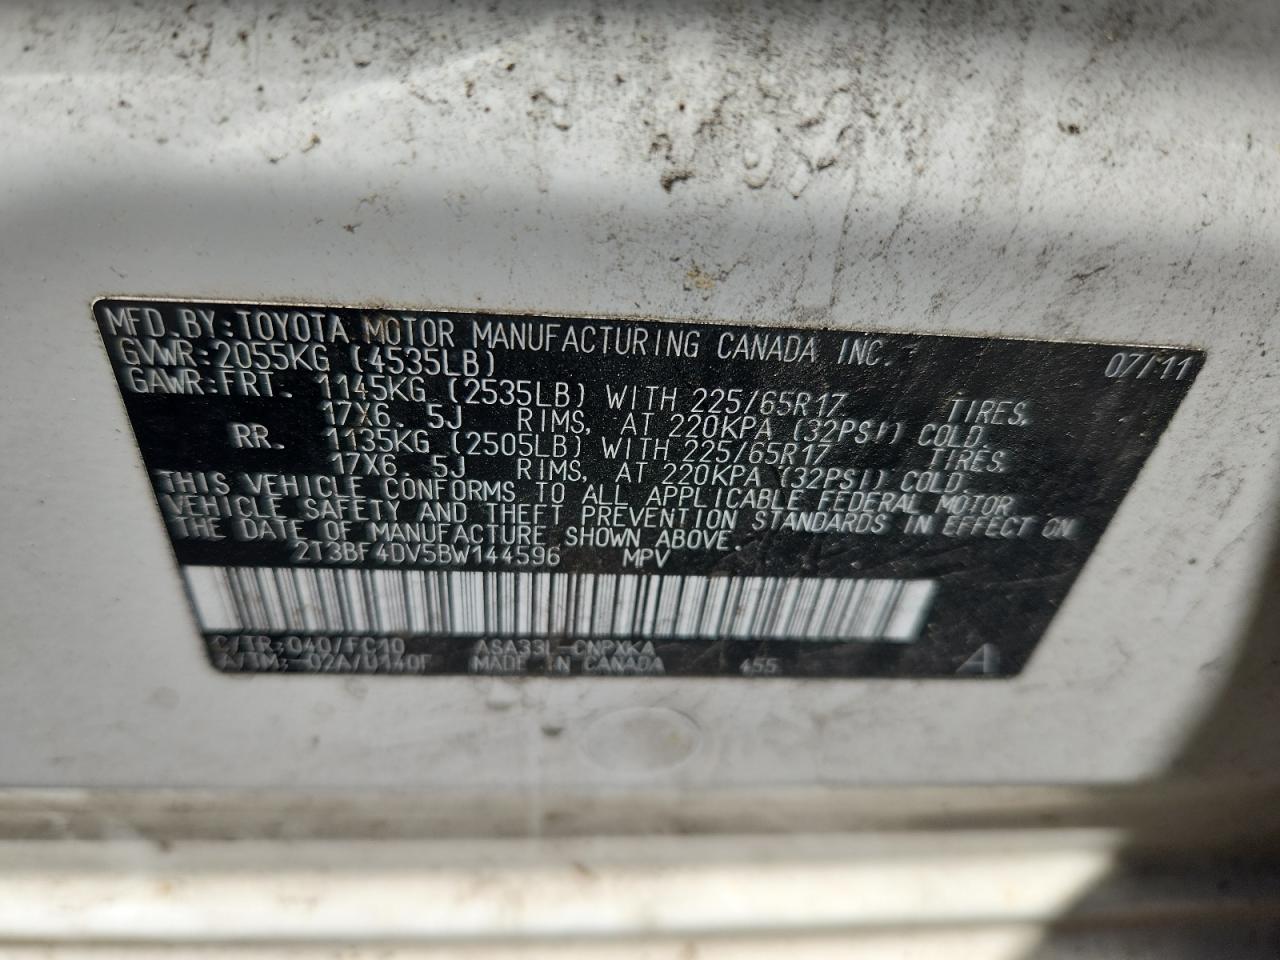 MFD. BY: TOYOTA MOTOR MANUFACTURING CANADA INC. 07/11
GVWR: 2055KG (4535LB)
GAWR: FRT. 1145KG (2535LB) WITH 225/65R17 TIRES,
17X6.5J RIMS, AT 220KPA (32PSI) COLD.
RR. 1135KG (2505LB) WITH 225/65R17 TIRES,
17X6.5J RIMS, AT 220KPA (32PSI) COLD.
THIS VEHICLE CONFORMS TO ALL APPLICABLE FEDERAL MOTOR
VEHICLE SAFETY AND THEFT PREVENTION STANDARDS IN EFFECT ON
THE DATE OF MANUFACTURE SHOWN ABOVE.
2T3BF4DV5BW144596 MPV
C/TR: 040/FC10 ASA33L-CNPXKA
A/TM: -02A/U140F MADE IN CANADA 455 A